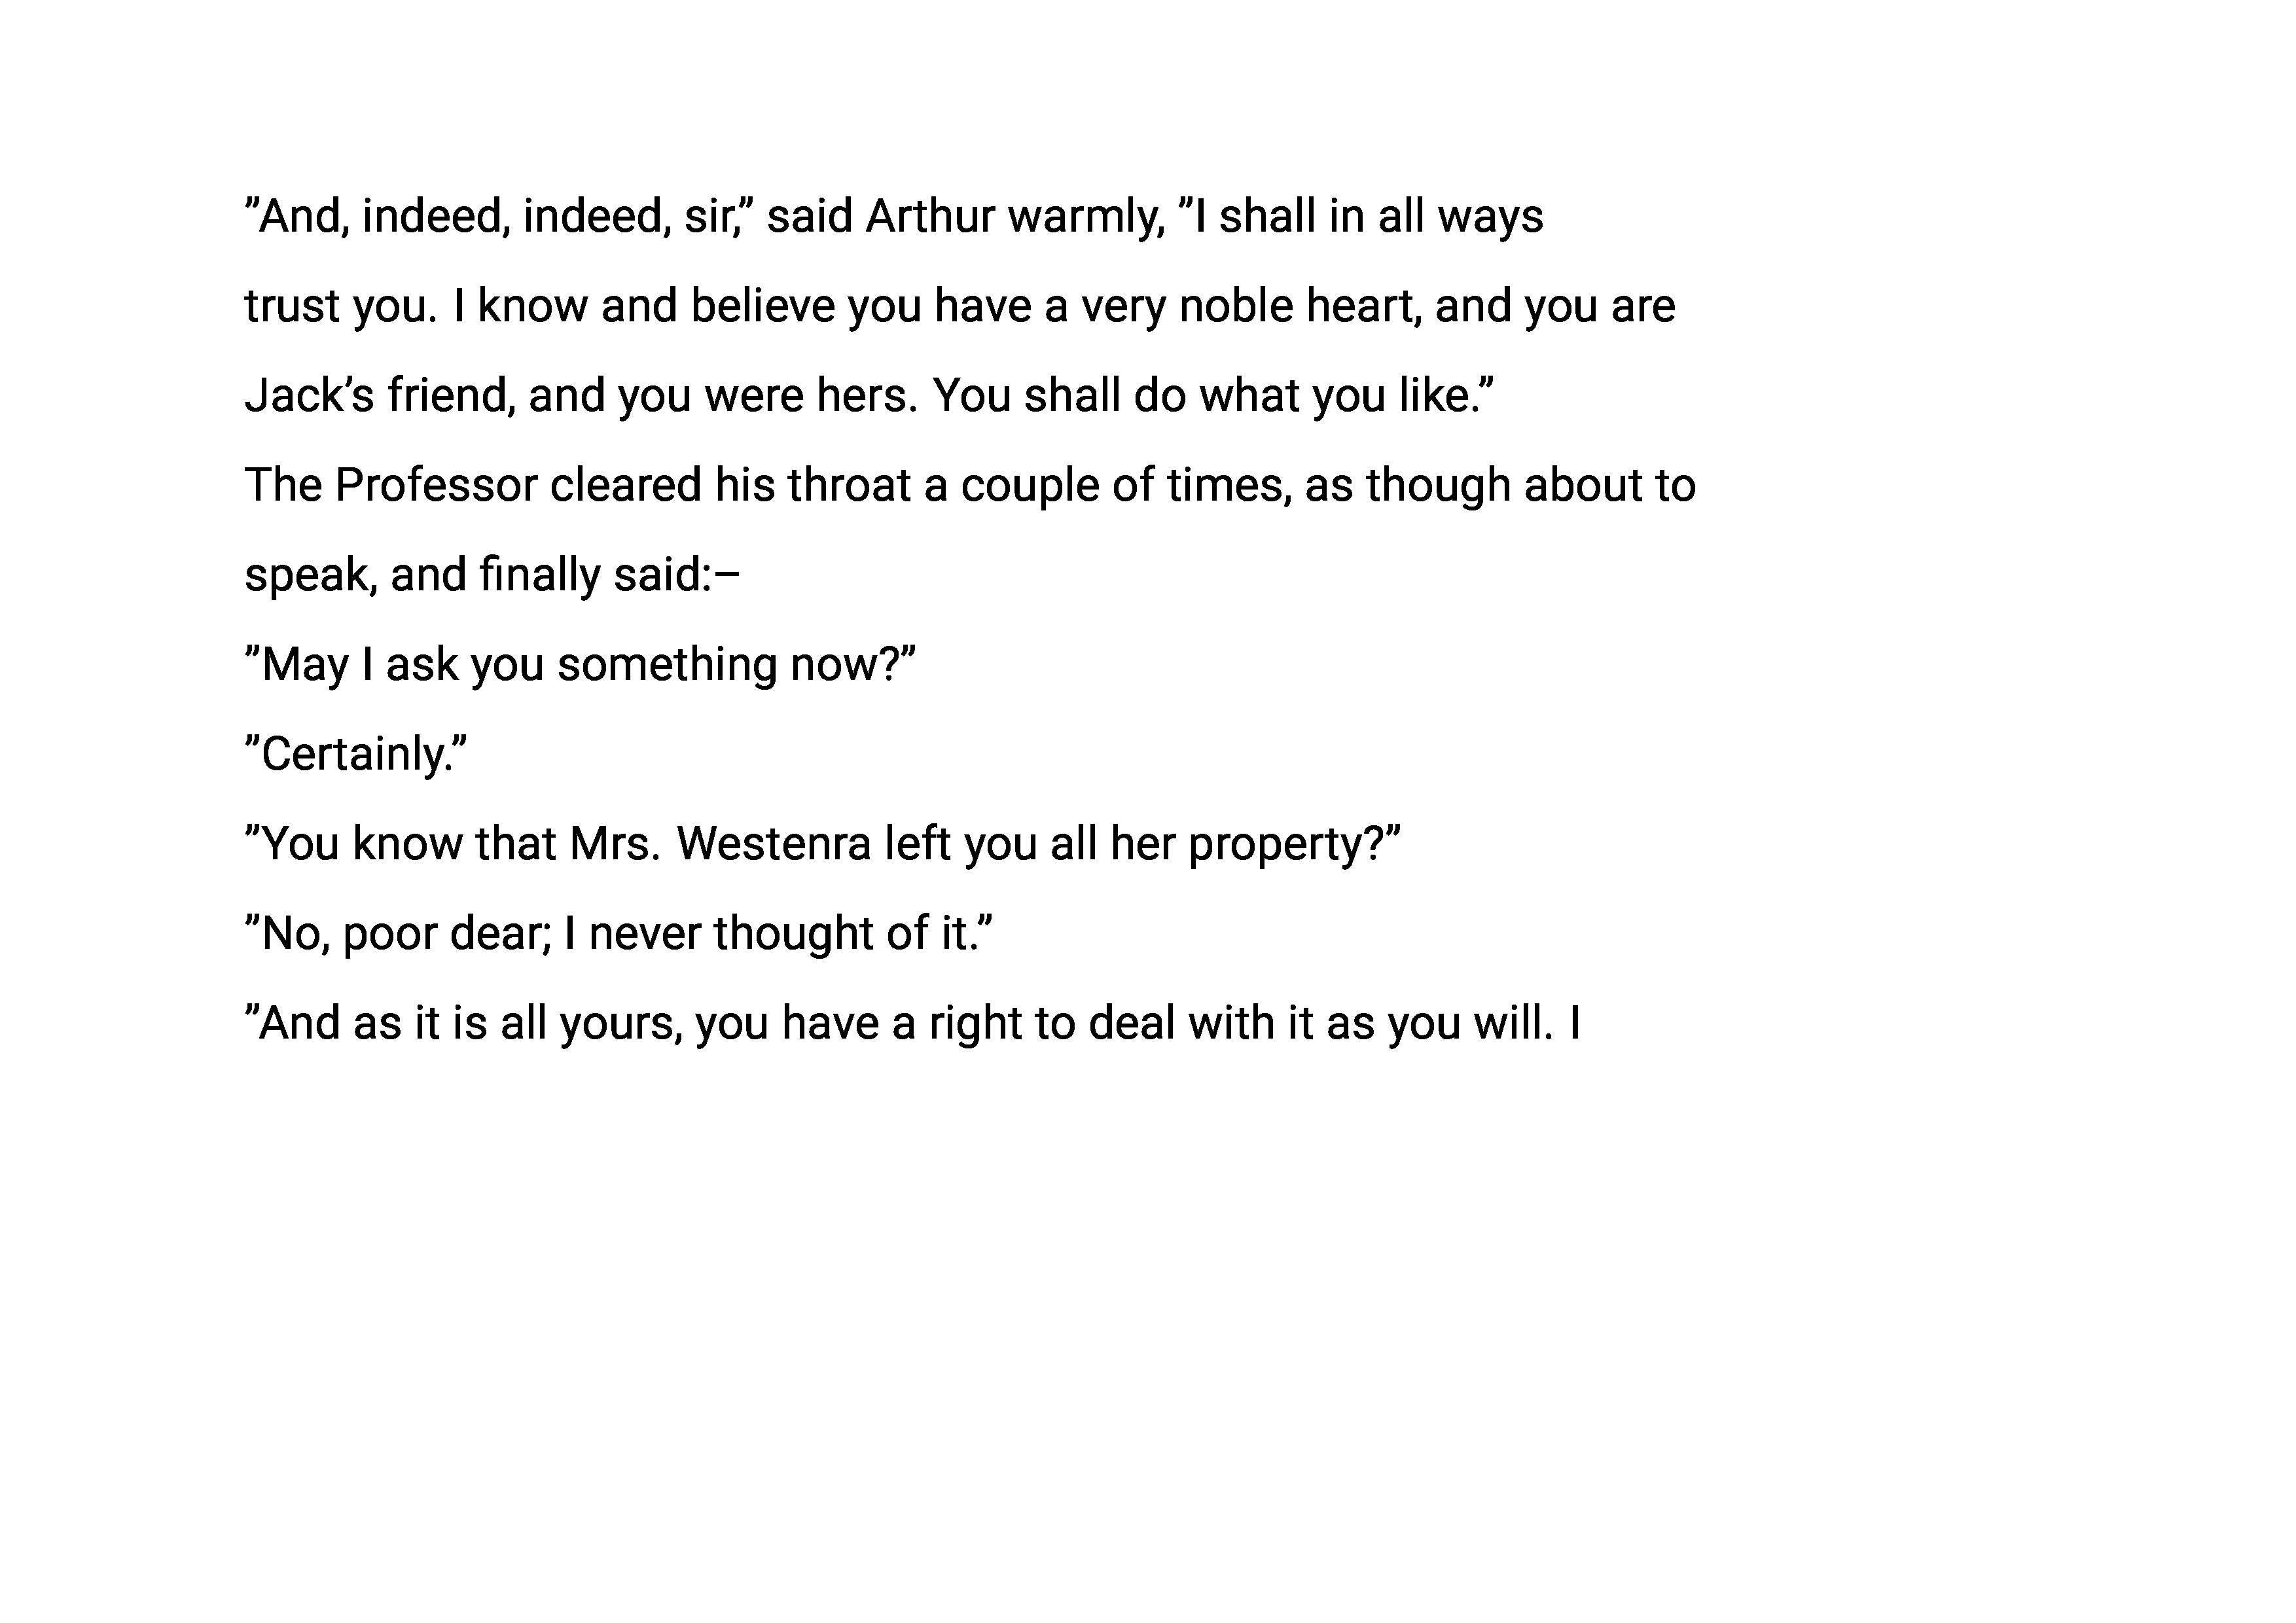 ”And, indeed, indeed, sir,” said Arthur warmly, ”I shall in all ways
trust you. I know and believe you have a very noble heart, and you are
Jack’s friend, and you were hers. You shall do what you like.”
The Professor cleared his throat a couple of times, as though about to
speak, and finally said:–
”May I ask you something now?”
”Certainly.”
”You know that Mrs. Westenra left you all her property?”
”No, poor dear; I never thought of it.”
”And as it is all yours, you have a right to deal with it as you will. I